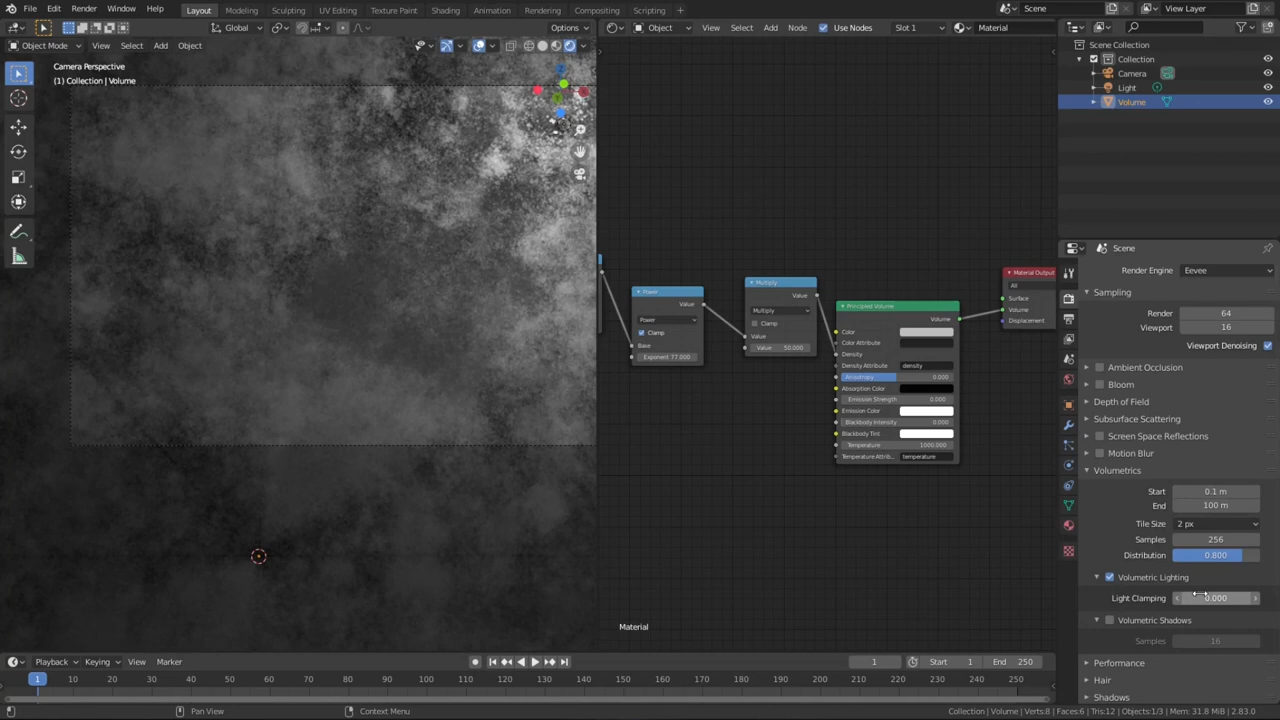 File Edit Render Window Help Layout Modeling Sculpting UV Editing Texture Paint Shading Animation Rendering Compositing Scripting Scene View Layer
Global Options Object View Select Add Node Use Nodes Slot 1 Material
Object Mode View Select Add Object
Camera Perspective
(1) Collection | Volume
Scene Collection
Collection
Camera
Light
Volume
Power
Value
Power
Clamp
Base
Exponent 77.000
Multiply
Value
Multiply
Clamp
Value
Value 50.000
Principled Volume
Volume
Color
Color Attribute
Density
Density Attribute density
Anisotropy 0.000
Absorption Color
Emission Strength 0.000
Emission Color
Blackbody Intensity 0.000
Blackbody Tint
Temperature 1000.000
Temperature Attrib... temperature
Material Output
All
Surface
Volume
Displacement
Material
Scene
Render Engine Eevee
Sampling
Render 64
Viewport 16
Viewport Denoising
Ambient Occlusion
Bloom
Depth of Field
Subsurface Scattering
Screen Space Reflections
Motion Blur
Volumetrics
Start 0.1 m
End 100 m
Tile Size 2 px
Samples 256
Distribution 0.800
Volumetric Lighting
Light Clamping 0.000
Volumetric Shadows
Samples 16
Performance
Hair
Shadows
Playback Keying View Marker 1 Start 1 End 250
1 10 20 30 40 50 60 70 80 90 100 110 120 130 140 150 160 170 180 190 200 210 220 230 240 250
Pan View Context Menu Collection | Volume | Verts:8 | Faces:6 | Tris:12 | Objects:1/3 | Mem: 31.8 MiB | 2.83.0